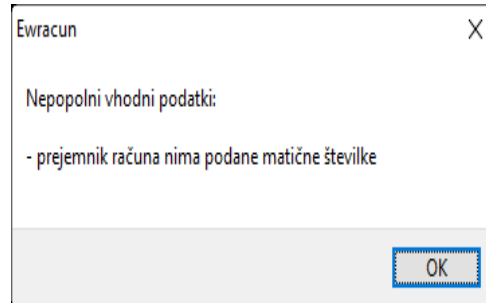 Ewracun
Nepopolni vhodni podatki:
- prejemnik računa nima podane matične številke
OK